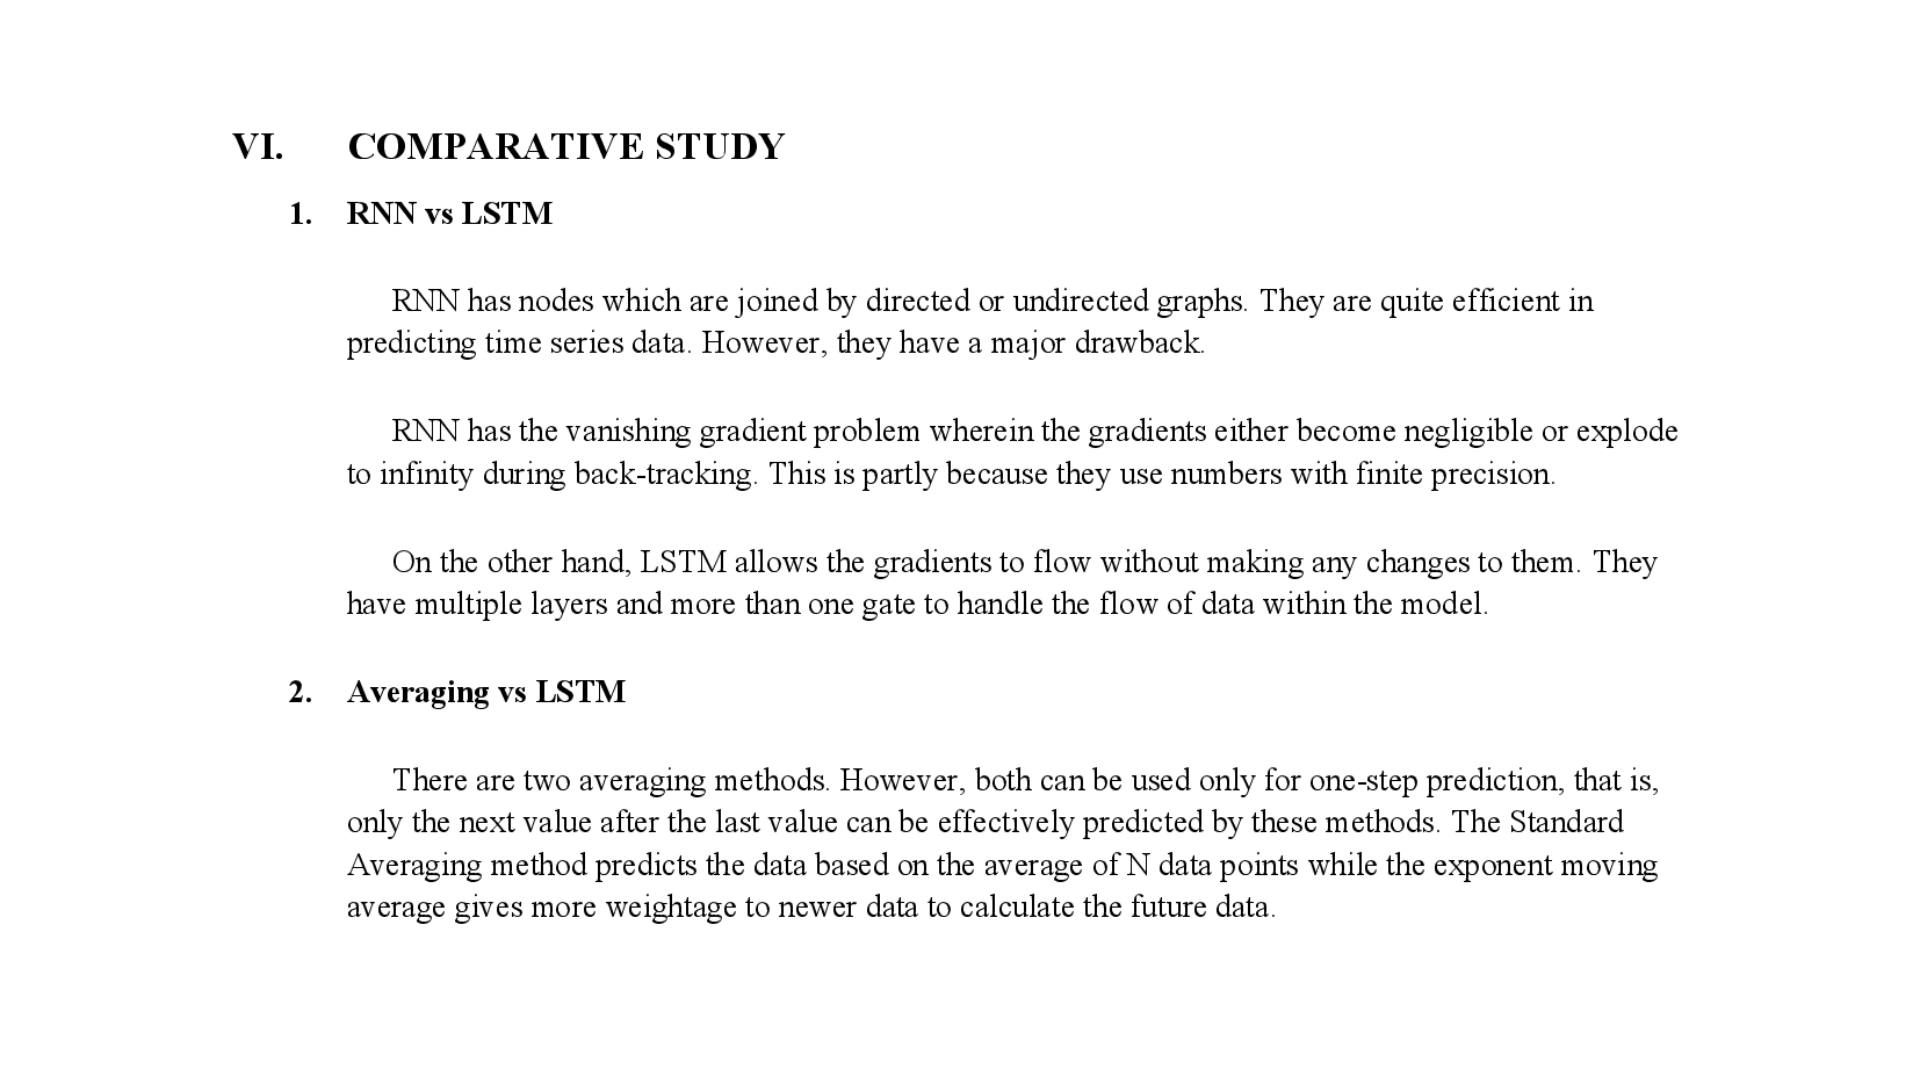 VI. COMPARATIVE STUDY
1. RNN vs LSTM
RNN has nodes which are joined by directed or undirected graphs. They are quite efficient in
predicting time series data. However, they have a major drawback.
RNN has the vanishing gradient problem wherein the gradients either become negligible or explode
to infinity during back-tracking. This is partly because they use numbers with finite precision.
On the other hand, LSTM allows the gradients to flow without making any changes to them. They
have multiple layers and more than one gate to handle the flow of data within the model.
2. Averaging vs LSTM
There are two averaging methods. However, both can be used only for one-step prediction, that is,
only the next value after the last value can be effectively predicted by these methods. The Standard
Averaging method predicts the data based on the average of N data points while the exponent moving
average gives more weightage to newer data to calculate the future data.